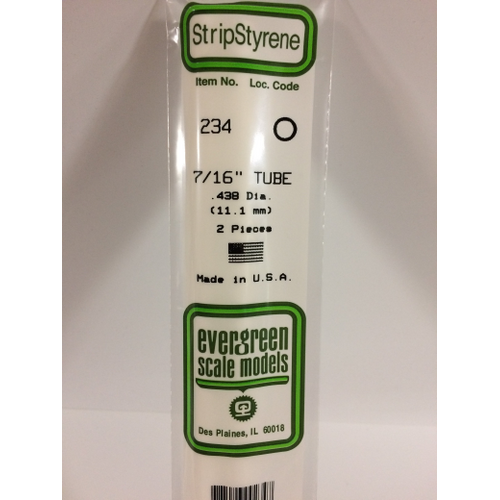 StripStyrene
Item No. Loc. Code
234
7/16" TUBE
.438 Dia.
(11.1 mm)
2 Pieces
Made in U.S.A.
evergreen
scale models
Des Plaines, IL 60018